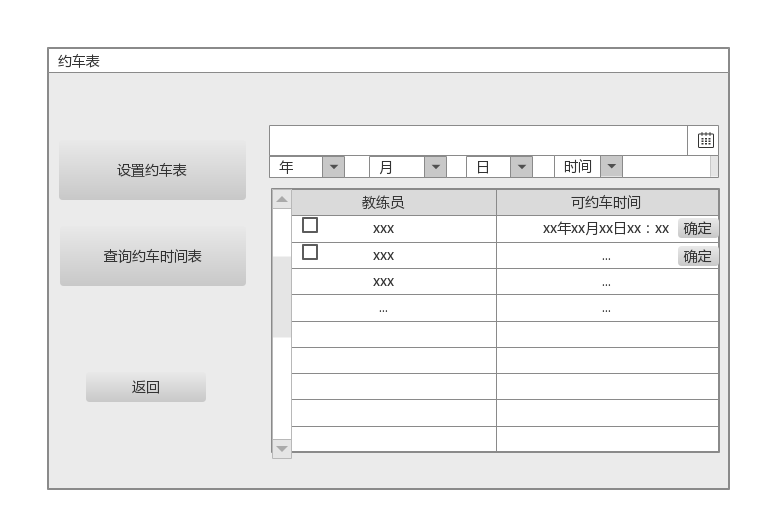 约车表
设置约车表
查询约车时间表
返回
年 月 日 时间
教练员 可约车时间
xxx xx年xx月xx日xx：xx 确定
xxx ... 确定
xxx ...
... ...